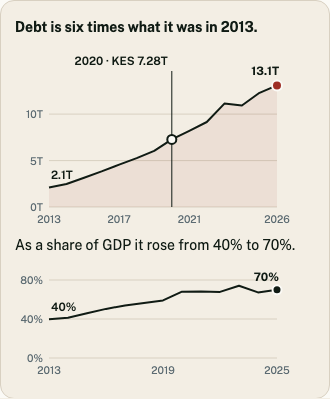 Debt is six times what it was in 2013.
2020 · KES 7.28T
13.1T
10T
5T
2.1T
0T
2013 2017 2021 2026
As a share of GDP it rose from 40% to 70%.
80%
70%
40%
40%
0%
2013 2019 2025